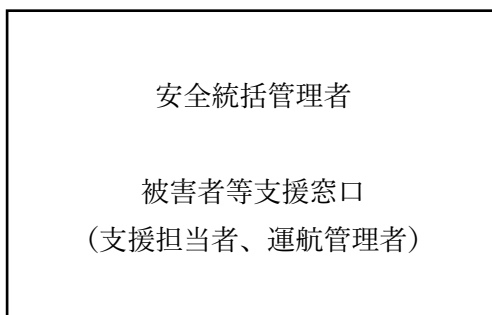 安全統括管理者
被害者等支援窓口
（支援担当者、運航管理者）